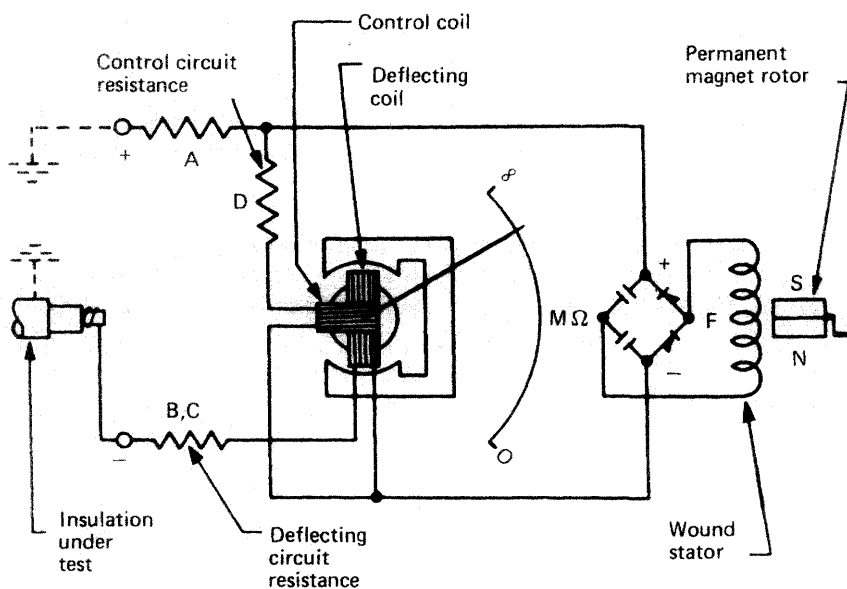 Control coil
Control circuit
resistance
Deflecting
coil
Permanent
magnet rotor
+
A
D
∞
+
S
MΩ
F
N
−
B,C
−
O
Insulation
under
test
Deflecting
circuit
resistance
Wound
stator